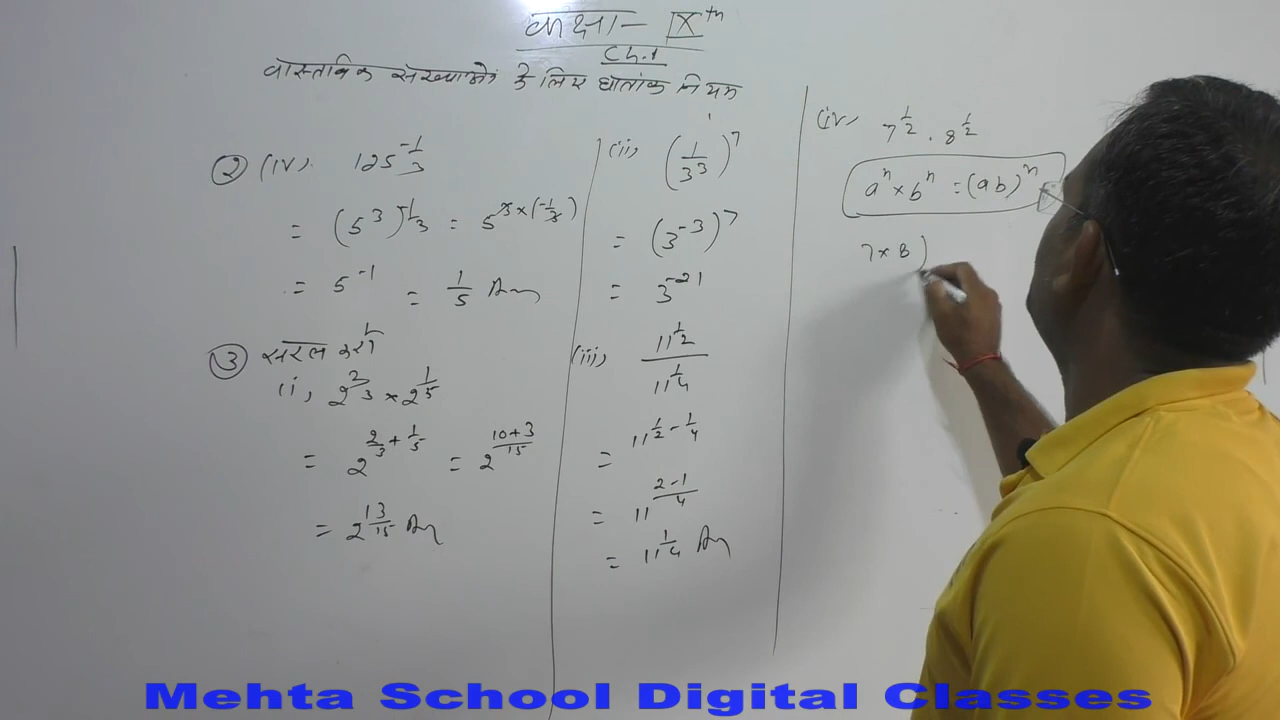 कक्षा - IXth
Ch.1
वास्तविक संख्याओं के लिए घातांक नियम
② (iv). 125^(-1/3)
= (5^3)^(-1/3) = 5^(3×(-1/3))
= 5^(-1) = 1/5 Ans
③ सरल करो
(i) 2^(2/3) × 2^(1/5)
= 2^(2/3 + 1/5) = 2^((10+3)/15)
= 2^(13/15) Ans
(ii) (1/3^3)^7
= (3^(-3))^7
= 3^(-21)
(iii) 11^(1/2) / 11^(1/4)
= 11^(1/2 - 1/4)
= 11^((2-1)/4)
= 11^(1/4) Ans
(iv) 7^(1/2) . 8^(1/2)
a^n × b^n = (ab)^n
7 × 8)
Mehta School Digital Classes